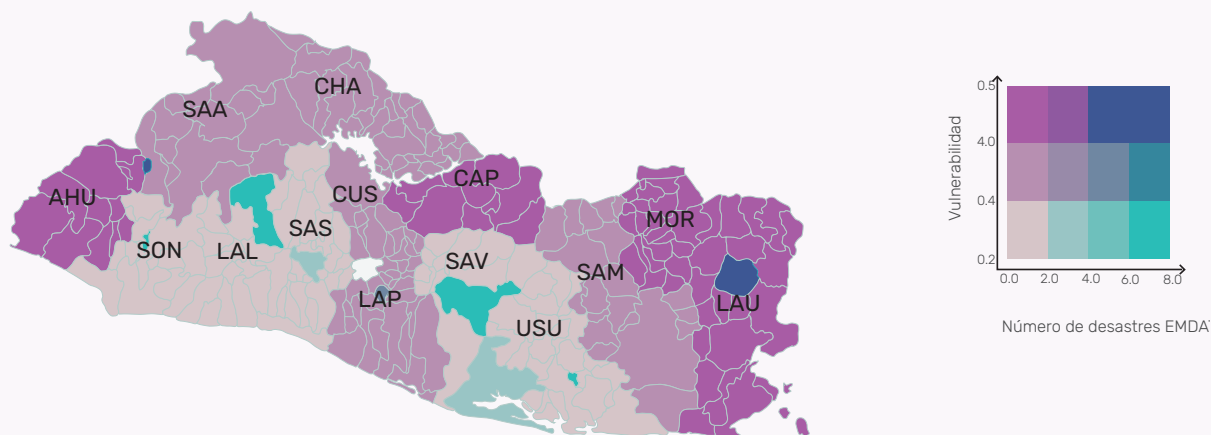 CHA
SAA
CAP
AHU
CUS
MOR
SAS
SON
LAL
SAV
SAM
LAP
LAU
USU
0.5
4.0
0.4
0.2
Vulnerabilidad
0.0 2.0 4.0 6.0 8.0
Número de desastres EMDAT